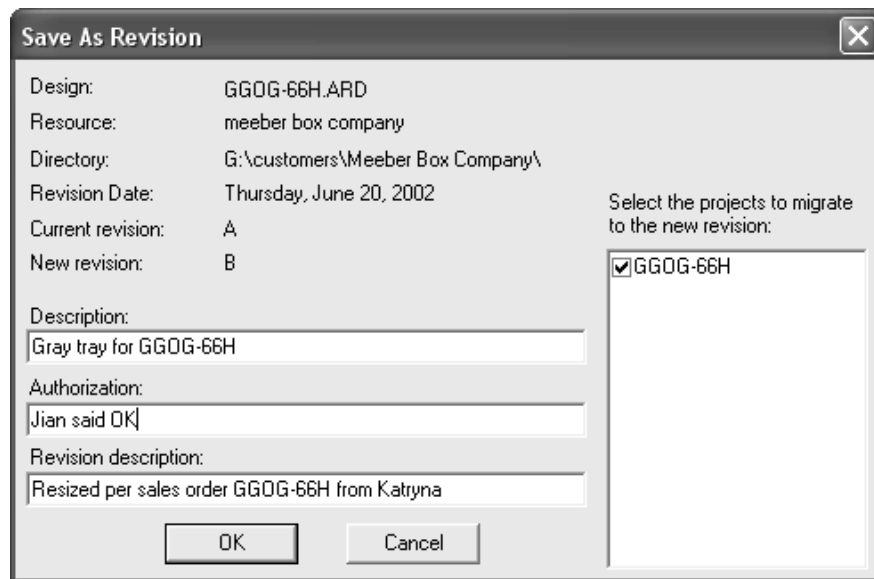 Save As Revision
Design: GGOG-66H.ARD
Resource: meeber box company
Directory: G:\customers\Meeber Box Company\
Revision Date: Thursday, June 20, 2002
Current revision: A
New revision: B
Description:
Gray tray for GGOG-66H
Authorization:
Jian said OK
Revision description:
Resized per sales order GGOG-66H from Katryna
OK Cancel
Select the projects to migrate
to the new revision:
GGOG-66H